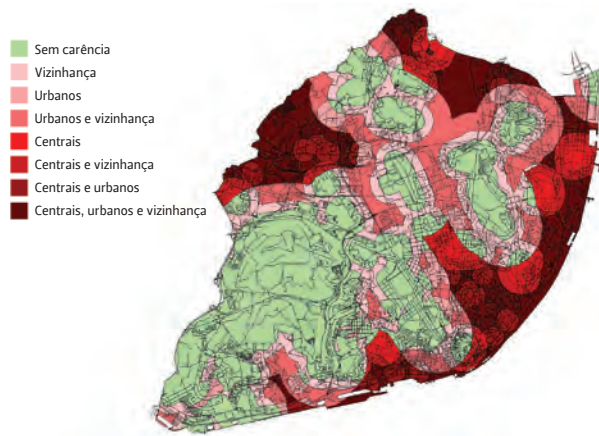 Sem carência
Vizinhança
Urbanos
Urbanos e vizinhança
Centrais
Centrais e vizinhança
Centrais e urbanos
Centrais, urbanos e vizinhança